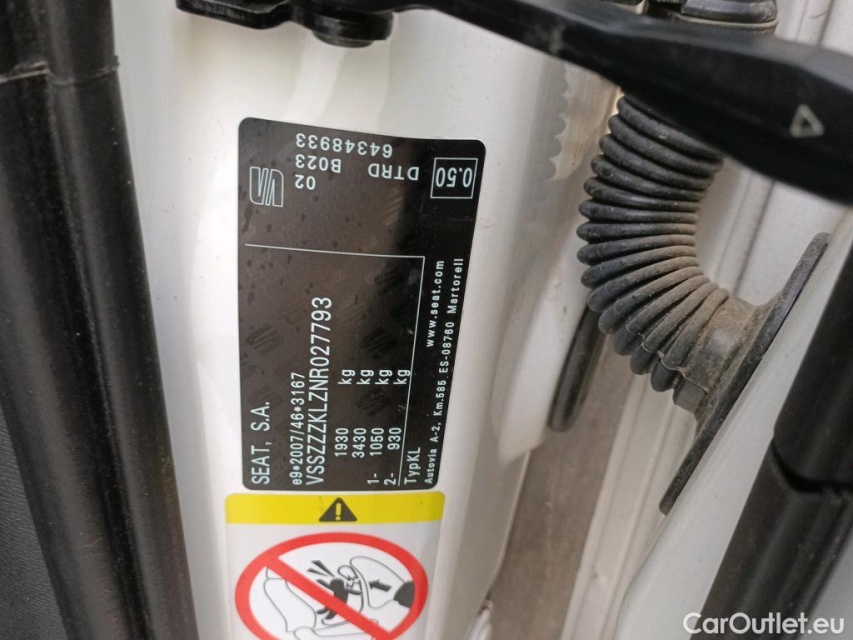 SEAT, S.A.
e9*2007/46*3167
VSSZZZKLZNR027793
1930 kg
3430 kg
1- 1050 kg
2- 930 kg
TypKL
www.seat.com
Autovia A-2, Km.585 ES-08760 Martorell
02
B023
64348933
DTRD
0.50
CarOutlet.eu